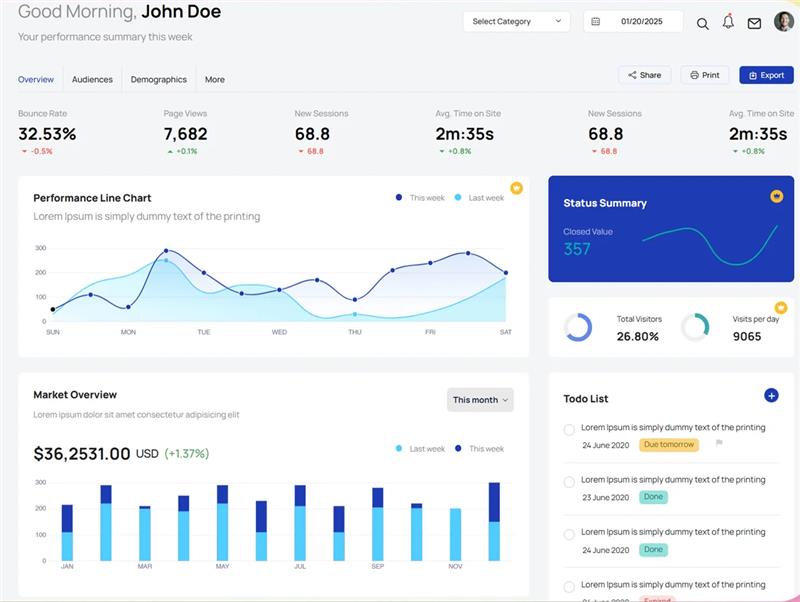 Good Morning, John Doe
Your performance summary this week
Select Category
01/20/2025
Overview
Audiences
Demographics
More
Share
Print
Export
Bounce Rate
32.53%
-0.5%
Page Views
7,682
+0.1%
New Sessions
68.8
68.8
Avg. Time on Site
2m:35s
+0.8%
New Sessions
68.8
68.8
Avg. Time on Site
2m:35s
+0.8%
Performance Line Chart
Lorem Ipsum is simply dummy text of the printing
This week
Last week
300
200
100
0
SUN
MON
TUE
WED
THU
FRI
SAT
Status Summary
Closed Value
357
Total Visitors
26.80%
Visits per day
9065
Market Overview
Lorem ipsum dolor sit amet consectetur adipisicing elit
This month
$36,2531.00 USD (+1.37%)
Last week
This week
300
200
100
0
JAN
MAR
MAY
JUL
SEP
NOV
Todo List
Lorem Ipsum is simply dummy text of the printing
24 June 2020
Due tomorrow
Lorem Ipsum is simply dummy text of the printing
23 June 2020
Done
Lorem Ipsum is simply dummy text of the printing
24 June 2020
Done
Lorem Ipsum is simply dummy text of the printing
24 June 2020
Expired